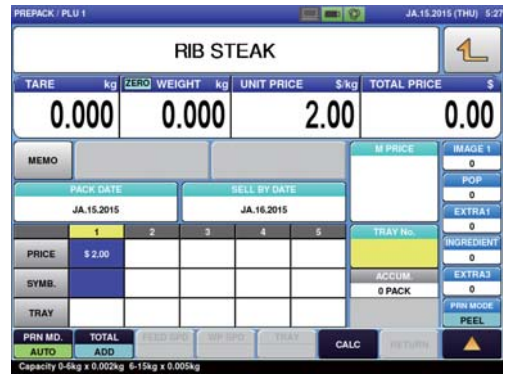 PREPACK / PLU 1 JA.15.2015 (THU) 5:27
RIB STEAK
TARE kg ZERO WEIGHT kg UNIT PRICE $/kg TOTAL PRICE $
0.000 0.000 2.00 0.00
MEMO M PRICE IMAGE 1
0
PACK DATE SELL BY DATE POP
0
JA.15.2015 JA.16.2015 EXTRA1
0
1 2 3 4 5 TRAY No. INGREDIENT
0
PRICE $ 2.00
SYMB. ACCUM. EXTRA3
0 PACK 0
TRAY PRN MODE
PEEL
PRN MD. TOTAL FEED SPD WP SPD TRAY CALC RETURN
AUTO ADD
Capacity 0-6kg x 0.002kg 6-15kg x 0.005kg